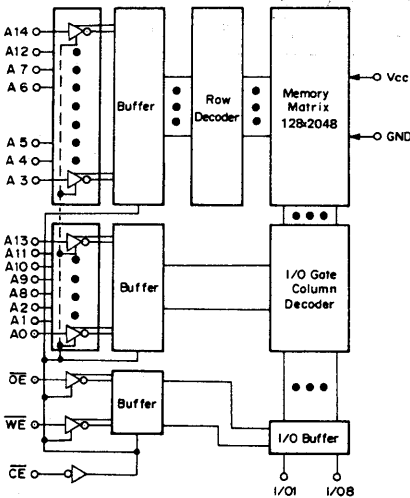 A14
A12
A7
A6
A5
A4
A3
Buffer
Row
Decoder
Memory
Matrix
128x2048
Vcc
GND
A13
A11
A10
A9
A8
A2
A1
A0
Buffer
I/O Gate
Column
Decoder
OE
WE
CE
Buffer
I/O Buffer
I/O1
I/O8